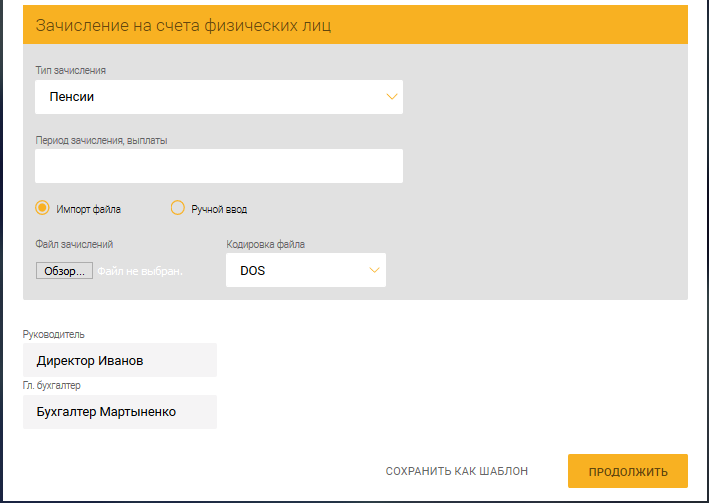 Зачисление на счета физических лиц
Тип зачисления
Пенсии
Период зачисления, выплаты
Импорт файла Ручной ввод
Файл зачислений Кодировка файла
Обзор... Файл не выбран. DOS
Руководитель
Директор Иванов
Гл. бухгалтер
Бухгалтер Мартыненко
СОХРАНИТЬ КАК ШАБЛОН ПРОДОЛЖИТЬ